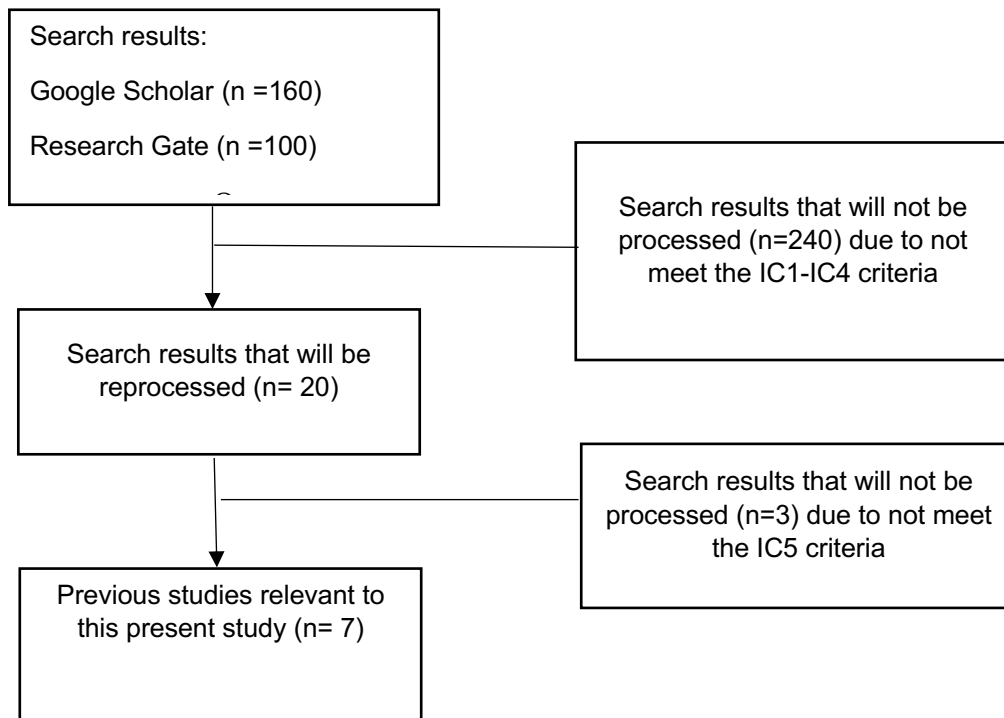 Search results:
Google Scholar (n =160)
Research Gate (n =100)
Search results that will not be
processed (n=240) due to not
meet the IC1-IC4 criteria
Search results that will be
reprocessed (n= 20)
Search results that will not be
processed (n=3) due to not meet
the IC5 criteria
Previous studies relevant to
this present study (n= 7)